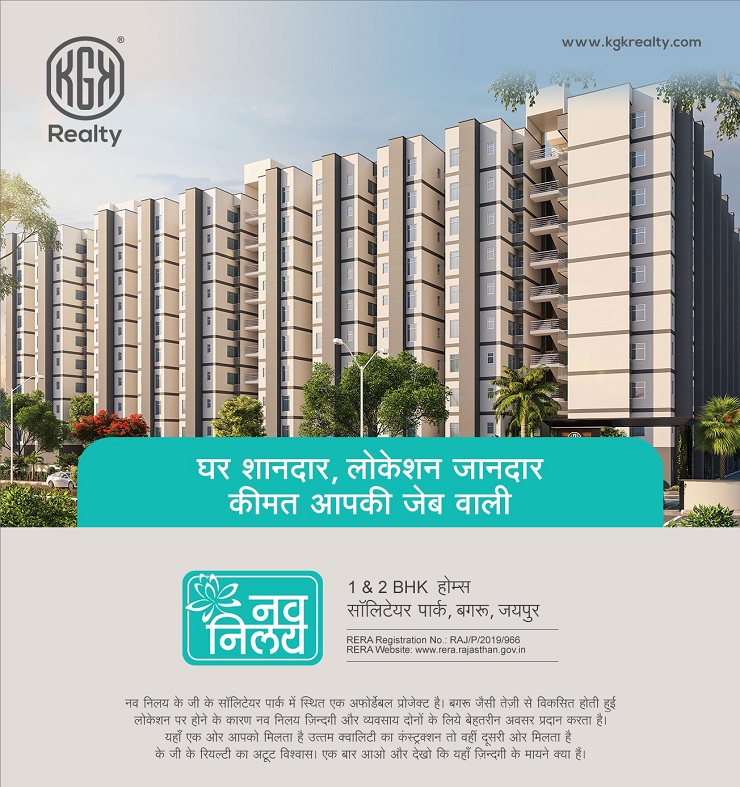 KGK
®
Realty
www.kgkrealty.com
घर शानदार, लोकेशन जानदार
कीमत आपकी जेब वाली
नव
निलय
1 & 2 BHK होम्स
सॉलिटेयर पार्क, बगरू, जयपुर
RERA Registration No.: RAJ/P/2019/966
RERA Website: www.rera.rajasthan.gov.in
नव निलय के जी के सॉलिटेयर पार्क में स्थित एक अफोर्डेबल प्रोजेक्ट है। बगरू जैसी तेज़ी से विकसित होती हुई
लोकेशन पर होने के कारण नव निलय ज़िन्दगी और व्यवसाय दोनों के लिये बेहतरीन अवसर प्रदान करता है।
यहाँ एक ओर आपको मिलता है उत्तम क्वालिटी का कंस्ट्रक्शन तो वहीं दूसरी ओर मिलता है
के जी के रियल्टी का अटूट विश्वास। एक बार आओ और देखो कि यहाँ ज़िन्दगी के मायने क्या हैं।